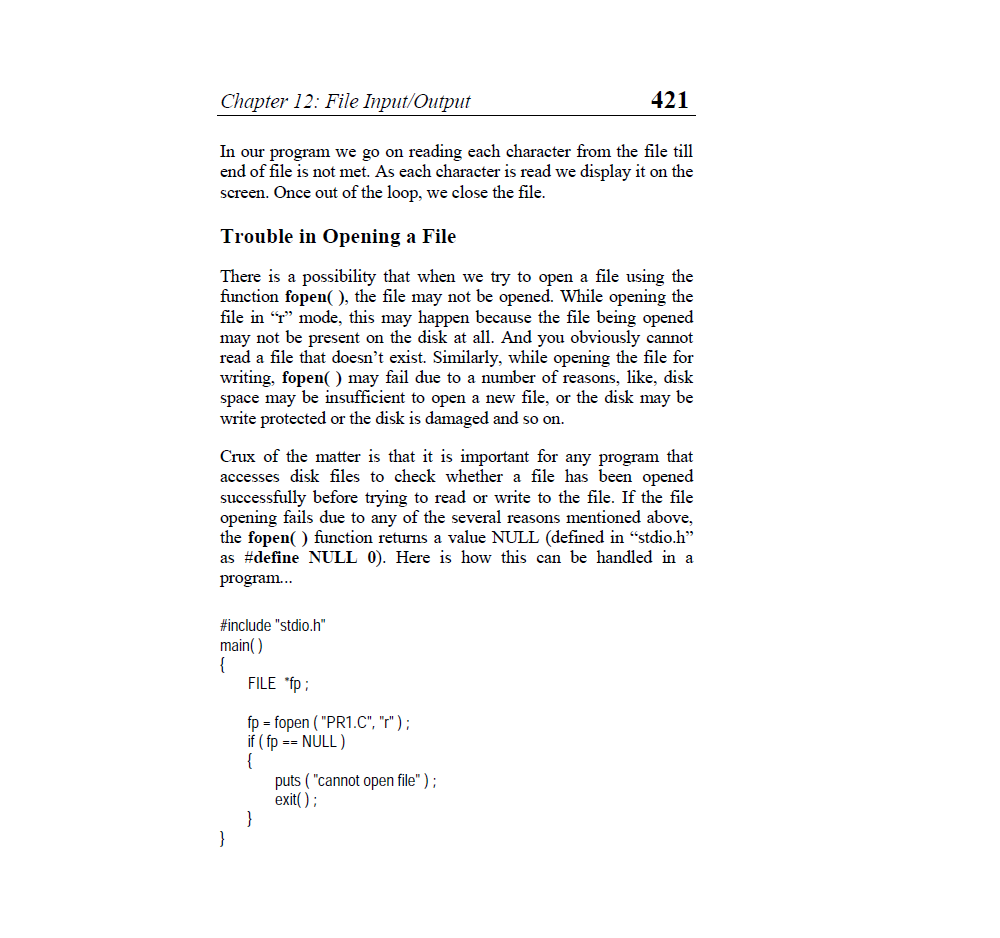 Chapter 12: File Input/Output 421
In our program we go on reading each character from the file till
end of file is not met. As each character is read we display it on the
screen. Once out of the loop, we close the file.
Trouble in Opening a File
There is a possibility that when we try to open a file using the
function fopen( ), the file may not be opened. While opening the
file in “r” mode, this may happen because the file being opened
may not be present on the disk at all. And you obviously cannot
read a file that doesn’t exist. Similarly, while opening the file for
writing, fopen( ) may fail due to a number of reasons, like, disk
space may be insufficient to open a new file, or the disk may be
write protected or the disk is damaged and so on.
Crux of the matter is that it is important for any program that
accesses disk files to check whether a file has been opened
successfully before trying to read or write to the file. If the file
opening fails due to any of the several reasons mentioned above,
the fopen( ) function returns a value NULL (defined in “stdio.h”
as #define NULL 0). Here is how this can be handled in a
program...
#include "stdio.h"
main( )
{
FILE *fp ;
fp = fopen ( "PR1.C", "r" ) ;
if ( fp == NULL )
{
puts ( "cannot open file" ) ;
exit( ) ;
}
}